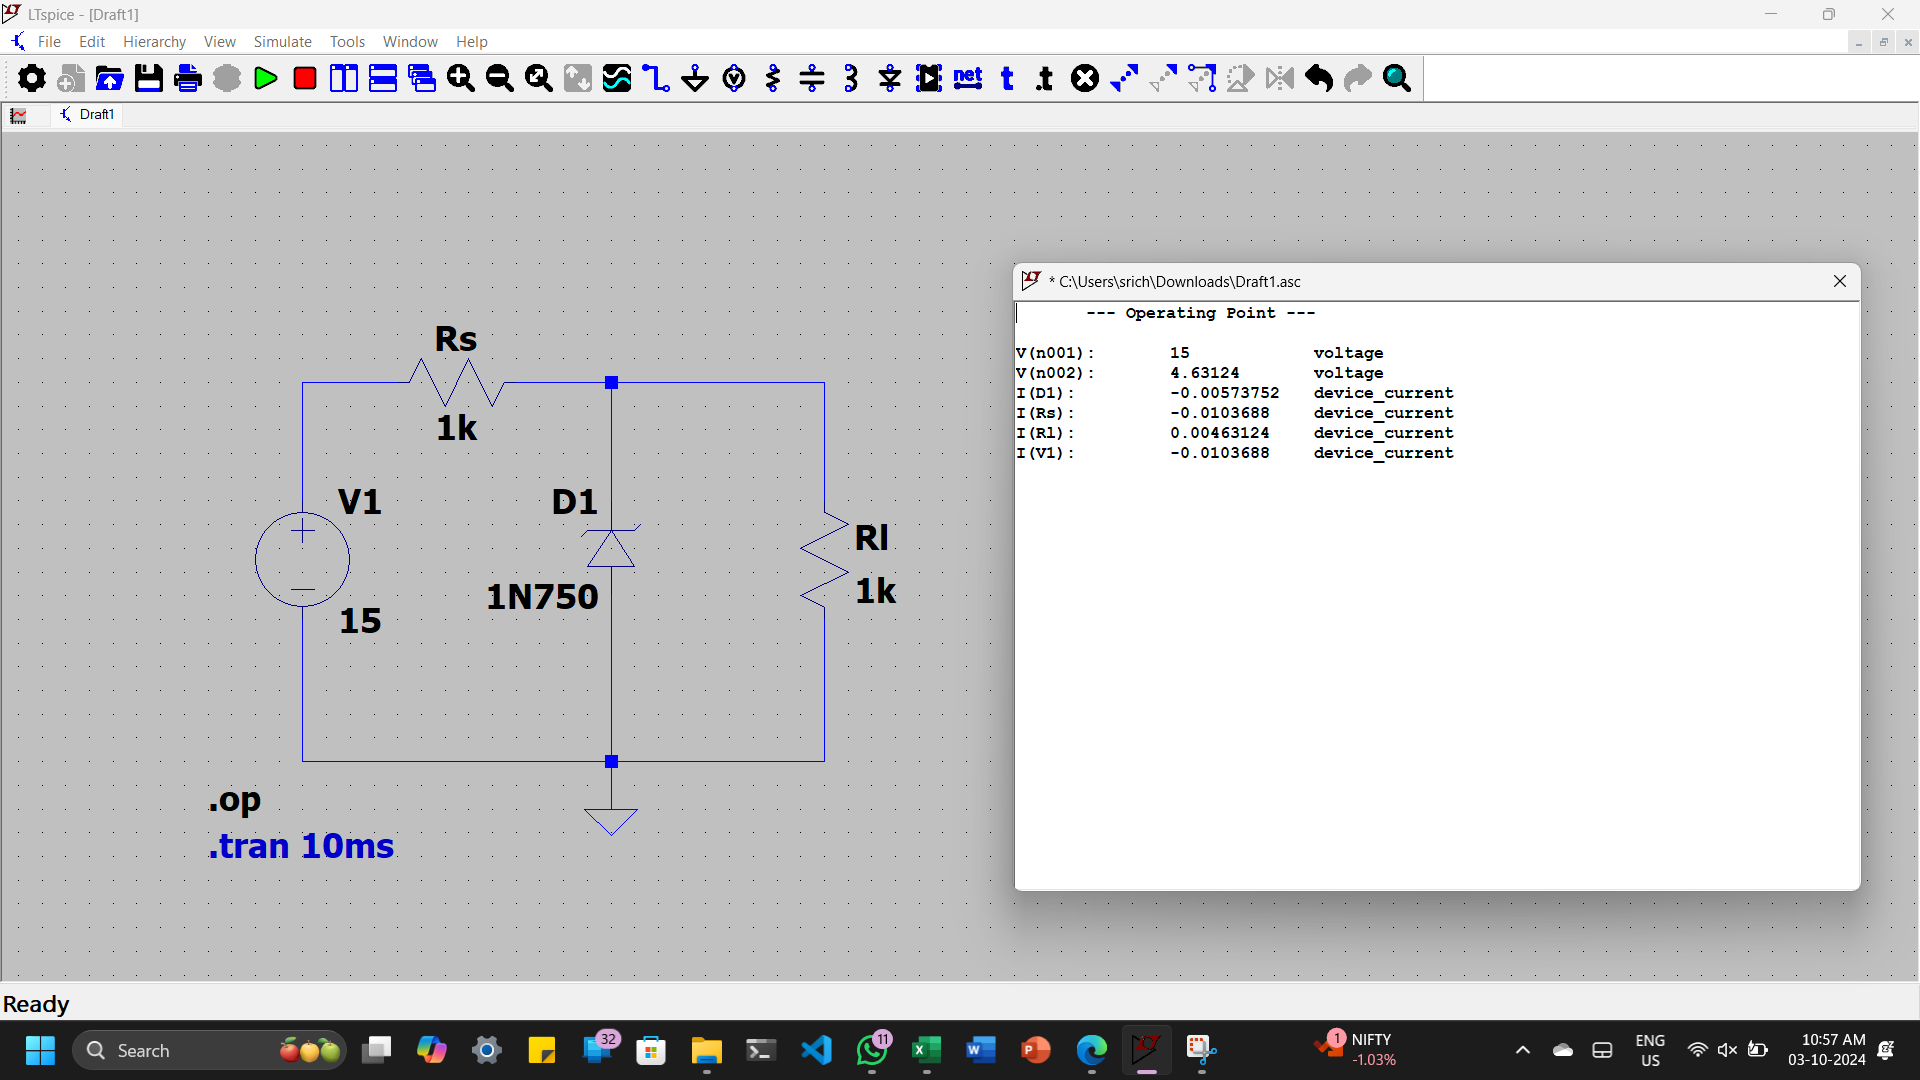 LTspice - [Draft1]
File Edit Hierarchy View Simulate Tools Window Help
net t .t
Draft1
* C:\Users\srich\Downloads\Draft1.asc
--- Operating Point ---
V(n001): 15 voltage
V(n002): 4.63124 voltage
I(D1): -0.00573752 device_current
I(Rs): -0.0103688 device_current
I(Rl): 0.00463124 device_current
I(V1): -0.0103688 device_current
Rs
1k
V1
15
D1
1N750
Rl
1k
.op
.tran 10ms
Ready
Search
32
11
1
NIFTY
-1.03%
ENG
US
10:57 AM
03-10-2024